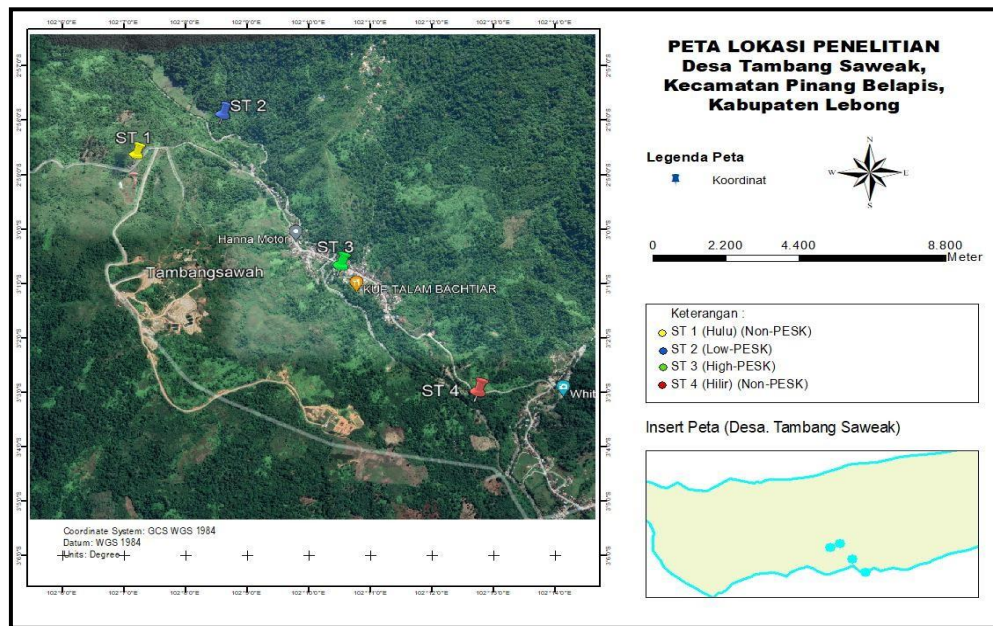 PETA LOKASI PENELITIAN
Desa Tambang Saweak,
Kecamatan Pinang Belapis,
Kabupaten Lebong
Legenda Peta
Koordinat
N
W
E
S
0 2.200 4.400 8.800
Meter
Keterangan :
ST 1 (Hulu) (Non-PESK)
ST 2 (Low-PESK)
ST 3 (High-PESK)
ST 4 (Hilir) (Non-PESK)
Insert Peta (Desa. Tambang Saweak)
ST 1
ST 2
Hanna Motor
ST 3
Tambangsawah
KUE TALAM BACHTIAR
ST 4
Whit
Coordinate System: GCS WGS 1984
Datum: WGS 1984
Units: Degree